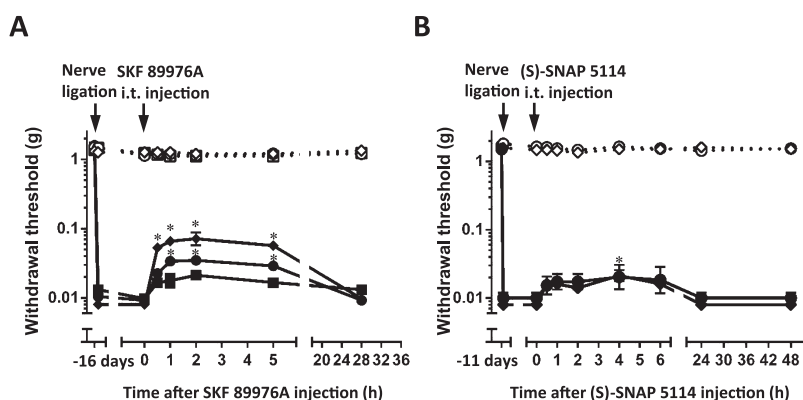 A
Nerve ligation
SKF 89976A i.t. injection
Withdrawal threshold (g)
1
0.1
0.01
* * * *
* * *
-16 days 0 1 2 3 4 5 20 24 28 32 36
Time after SKF 89976A injection (h)
B
Nerve ligation
(S)-SNAP 5114 i.t. injection
Withdrawal threshold (g)
1
0.1
0.01
*
-11 days 0 1 2 3 4 5 6 24 30 36 42 48
Time after (S)-SNAP 5114 injection (h)